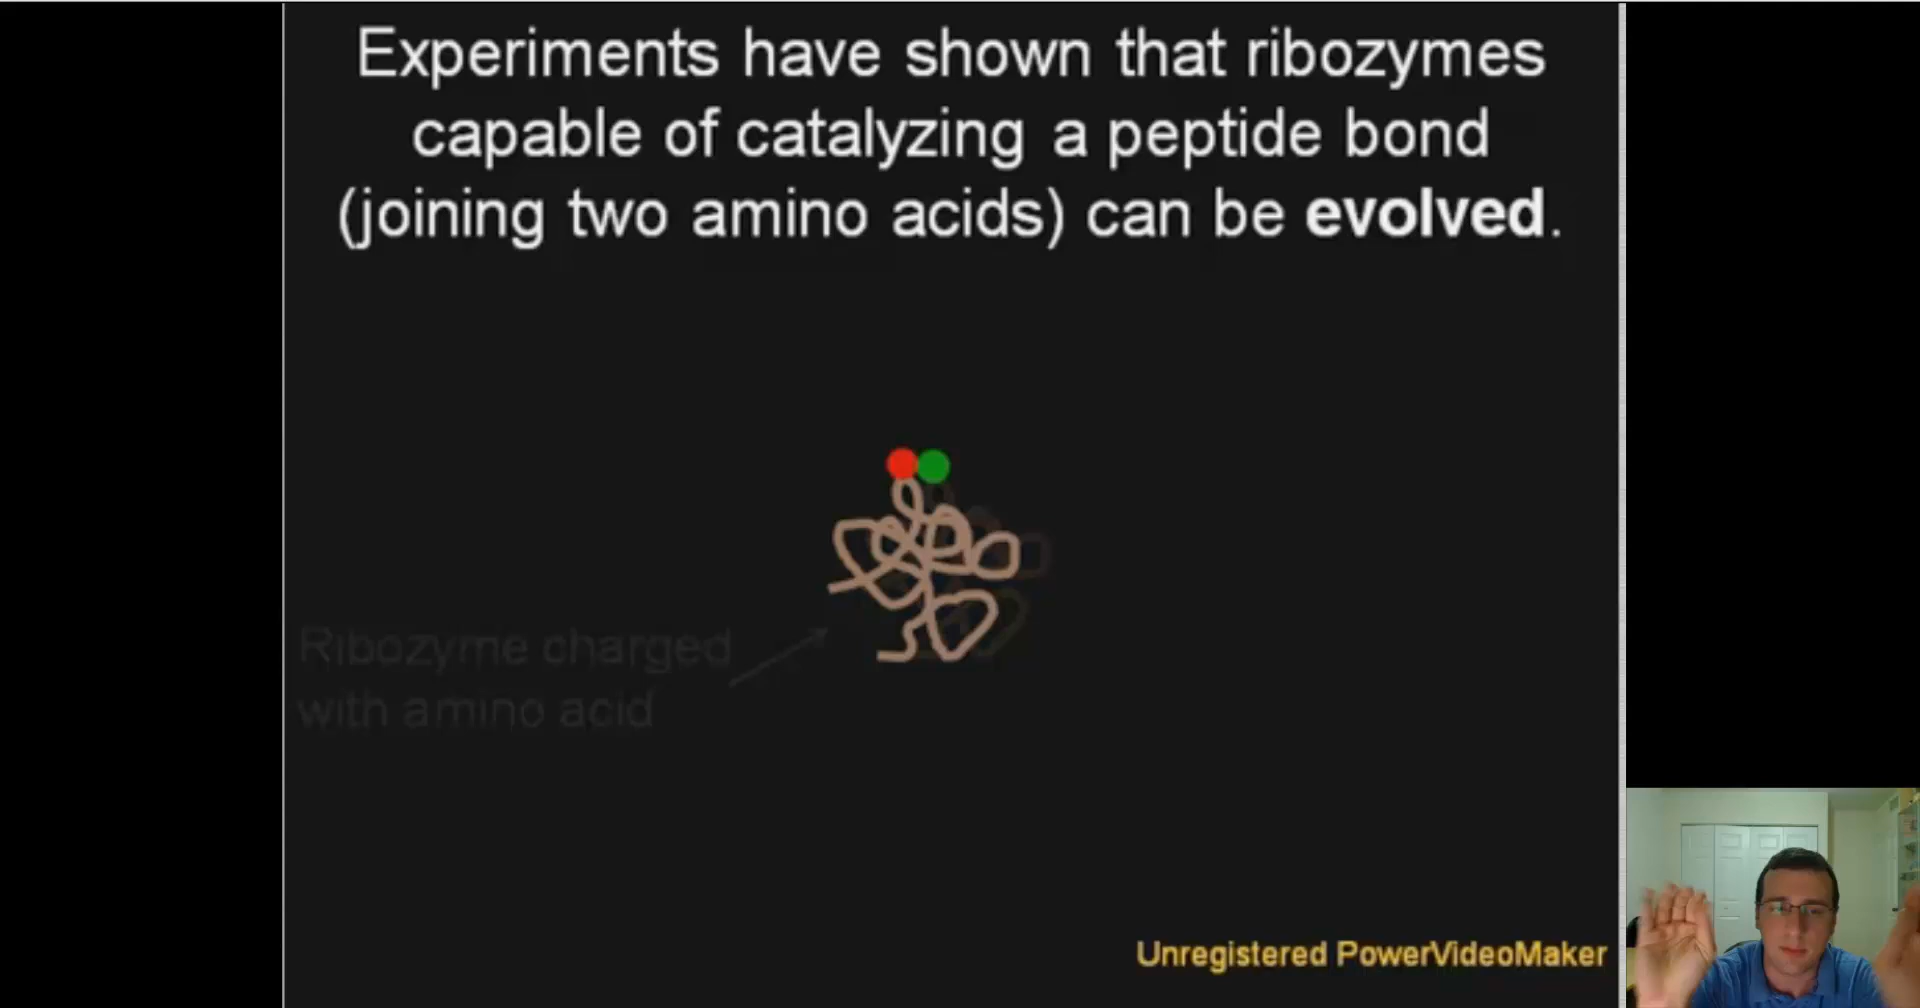 Experiments have shown that ribozymes
capable of catalyzing a peptide bond
(joining two amino acids) can be evolved.
Ribozyme charged
with amino acid
Unregistered PowerVideoMaker